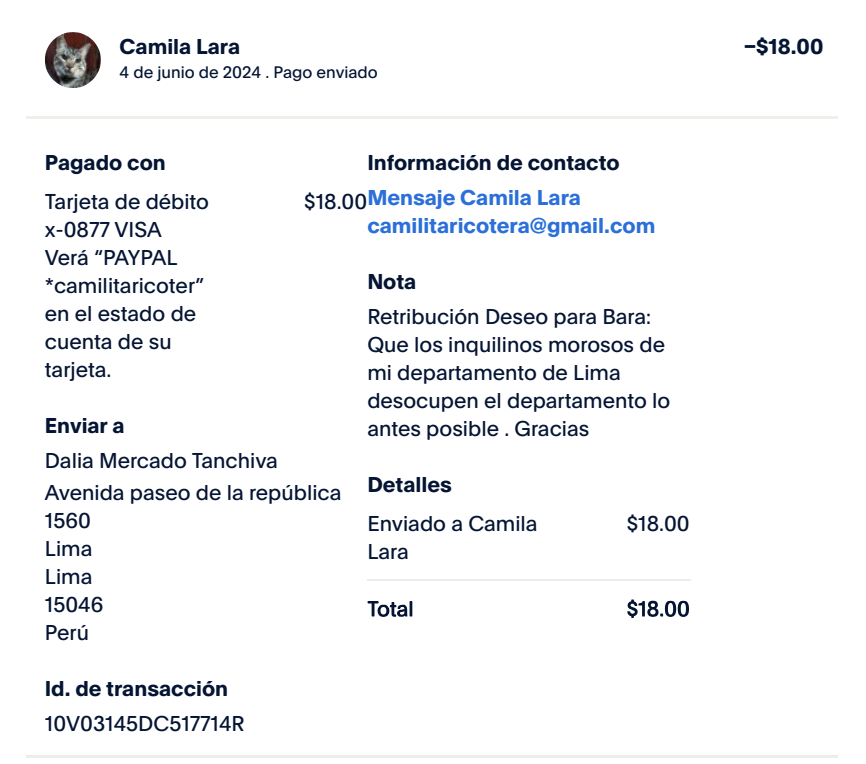 Camila Lara
–$18.00
4 de junio de 2024 . Pago enviado
Pagado con
Tarjeta de débito $18.00
x-0877 VISA
Verá “PAYPAL
*camilitaricoter”
en el estado de
cuenta de su
tarjeta.
Enviar a
Dalia Mercado Tanchiva
Avenida paseo de la república
1560
Lima
Lima
15046
Perú
Id. de transacción
10V03145DC517714R
Información de contacto
Mensaje Camila Lara
camilitaricotera@gmail.com
Nota
Retribución Deseo para Bara:
Que los inquilinos morosos de
mi departamento de Lima
desocupen el departamento lo
antes posible . Gracias
Detalles
Enviado a Camila $18.00
Lara
Total $18.00